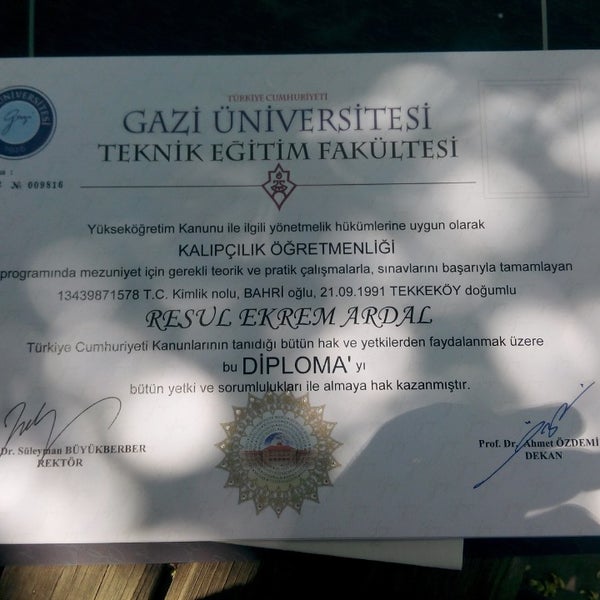 ÜNİVERSİTESİ
TÜRKİYE CUMHURİYETİ
GAZİ ÜNİVERSİTESİ
TEKNİK EĞİTİM FAKÜLTESİ
№ 009816
Yükseköğretim Kanunu ile ilgili yönetmelik hükümlerine uygun olarak
KALIPÇILIK ÖĞRETMENLİĞİ
programında mezuniyet için gerekli teorik ve pratik çalışmalarla, sınavlarını başarıyla tamamlayan
13439871578 T.C. Kimlik nolu, BAHRİ oğlu, 21.09.1991 TEKKEKÖY doğumlu
RESUL EKREM ARDAL
Türkiye Cumhuriyeti Kanunlarının tanıdığı bütün hak ve yetkilerden faydalanmak üzere
bu DİPLOMA' yı
bütün yetki ve sorumlulukları ile almaya hak kazanmıştır.
Dr. Süleyman BÜYÜKBERBER
REKTÖR
Prof. Dr. Ahmet ÖZDEMİ
DEKAN